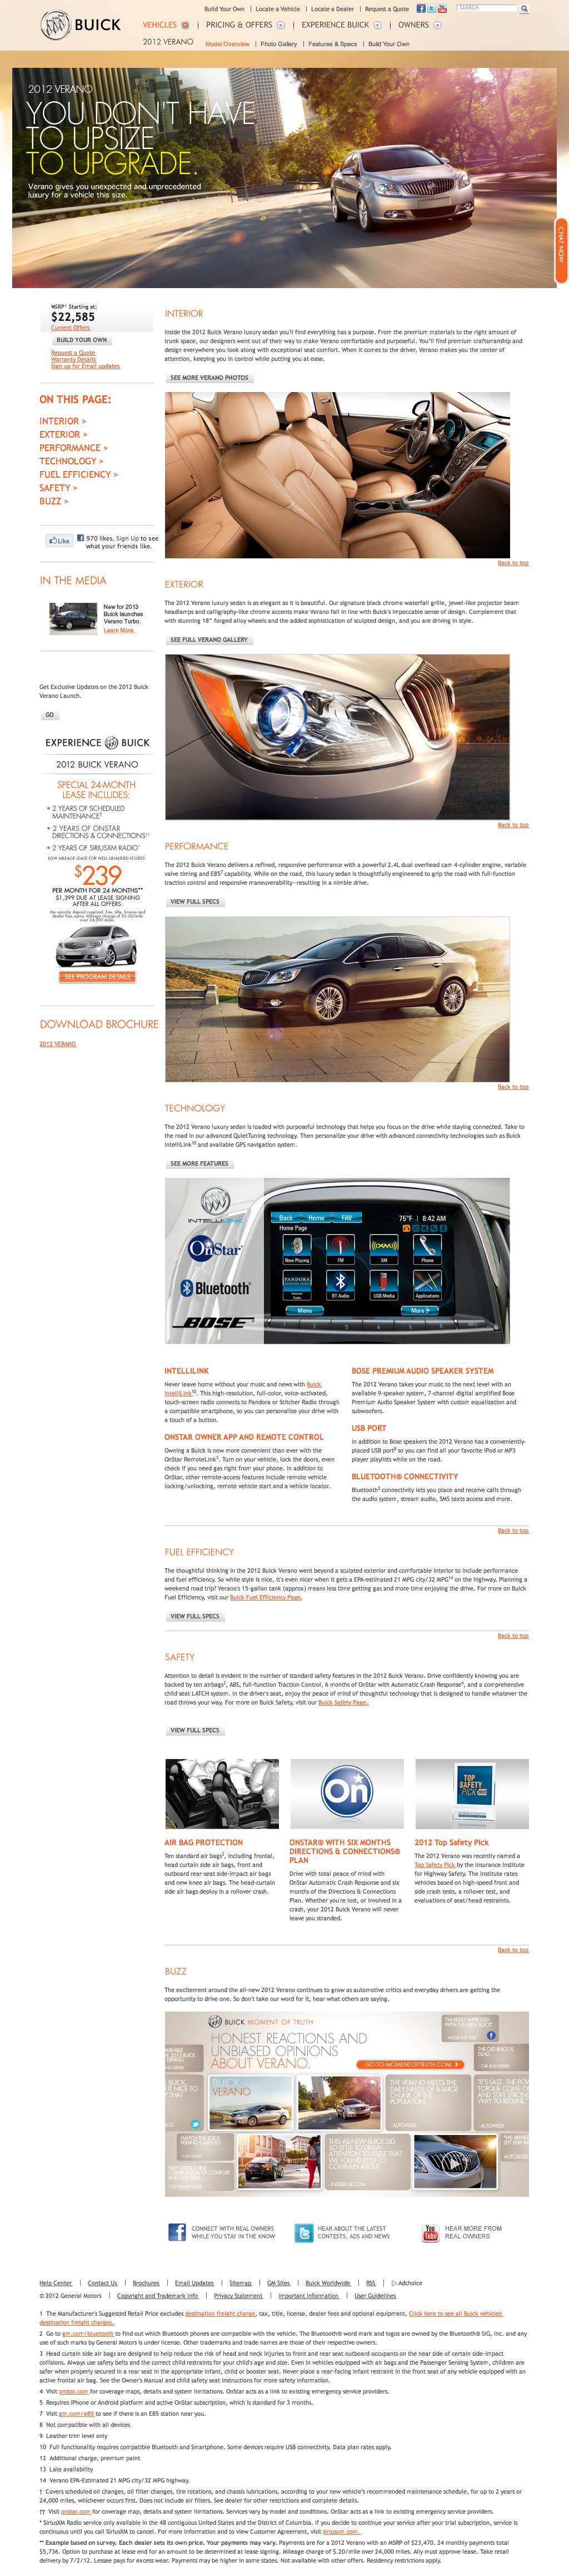 Build Your Own | Locate a Vehicle | Locate a Dealer | Request a Quote
SEARCH
BUICK
VEHICLES | PRICING & OFFERS | EXPERIENCE BUICK | OWNERS
2012 VERANO Model Overview | Photo Gallery | Features & Specs | Build Your Own
2012 VERANO
YOU DON'T HAVE
TO UPSIZE
TO UPGRADE.
Verano gives you unexpected and unprecedented
luxury for a vehicle this size.
CHAT NOW
MSRP¹ Starting at:
$22,585
Current Offers
BUILD YOUR OWN
Request a Quote
Warranty Details
Sign up for Email updates
ON THIS PAGE:
INTERIOR >
EXTERIOR >
PERFORMANCE >
TECHNOLOGY >
FUEL EFFICIENCY >
SAFETY >
BUZZ >
Like 970 likes. Sign Up to see
what your friends like.
IN THE MEDIA
New for 2013
Buick launches
Verano Turbo.
Learn More
Get Exclusive Updates on the 2012 Buick
Verano Launch.
GO
EXPERIENCE BUICK
2012 BUICK VERANO
SPECIAL 24-MONTH
LEASE INCLUDES:
• 2 YEARS OF SCHEDULED
MAINTENANCE†
• 2 YEARS OF ONSTAR
DIRECTIONS & CONNECTIONS††
• 2 YEARS OF SIRIUSXM RADIO*
LOW MILEAGE LEASE FOR WELL-QUALIFIED LESSEES
$239
PER MONTH FOR 24 MONTHS**
$1,399 DUE AT LEASE SIGNING
AFTER ALL OFFERS.
No security deposit required. Tax, title, license and
dealer fees extra. Mileage charge of $0.20/mile
over 24,000 miles.
SEE PROGRAM DETAILS
DOWNLOAD BROCHURE
2012 VERANO
INTERIOR
Inside the 2012 Buick Verano luxury sedan you'll find everything has a purpose. From the premium materials to the right amount of
trunk space, our designers went out of their way to make Verano comfortable and purposeful. You'll find premium craftsmanship and
design everywhere you look along with exceptional comfort. When it comes to the driver, Verano makes you the center of
attention, keeping you in control while putting you at ease.
SEE MORE VERANO PHOTOS
Back to top
EXTERIOR
The 2012 Verano luxury sedan is as elegant as it is beautiful. Our signature black chrome waterfall grille, jewel-like projector beam
headlamps and calligraphy-like chrome accents make Verano fall in line with Buick's impeccable sense of design. Complement that
with stunning 18" forged alloy wheels and the added sophistication of sculpted design, and you are driving in style.
SEE FULL VERANO GALLERY
Back to top
PERFORMANCE
The 2012 Verano delivers a refined, responsive performance with a powerful 2.4L dual overhead cam 4-cylinder engine, variable
valve timing and E85⁷ capability. While on the road, this luxury sedan is thoughtfully engineered to grip the road with full-function
traction control and responsive maneuverability—resulting in a nimble drive.
VIEW FULL SPECS
Back to top
TECHNOLOGY
The 2012 Verano luxury sedan is loaded with purposeful technology that helps you focus on the drive while staying connected. Take to
the road in our advanced QuietTuning technology. Then personalize your drive with advanced connectivity technologies such as Buick
IntelliLink¹⁰ and available GPS navigation system.
SEE MORE FEATURES
INTELLILINK
OnStar
Bluetooth®
BOSE
Back Home FAV 75°F | 8:42 AM
Home Page
Now Playing FM XM Phone
PANDORA BT Audio USB Media Applications
Menu More
INTELLILINK
Never leave home without your music and news with Buick
IntelliLink¹⁰. This high-resolution, full-color, voice-activated,
touch-screen radio connects to Pandora or Stitcher Radio through
a compatible smartphone, so you can personalize your drive with
a touch of a button.
ONSTAR OWNER APP AND REMOTE CONTROL
Owning a Buick is now more convenient than ever with the
OnStar RemoteLink⁵. Turn on your vehicle, lock the doors, even
check if you need gas right from your phone. In addition to
OnStar, other remote-access features include remote vehicle
locking/unlocking, remote vehicle start and a vehicle locator.
BOSE PREMIUM AUDIO SPEAKER SYSTEM
The 2012 Verano takes your music to the next level with an
available 9-speaker system, 7-channel digital amplified Bose
Premium Audio Speaker System with custom equalization and
subwoofers.
USB PORT
In addition to Bose speakers the 2012 Verano has a conveniently-
placed USB port⁸ so you can find all your favorite iPod or MP3
player playlists while on the road.
BLUETOOTH® CONNECTIVITY
Bluetooth² connectivity lets you place and receive calls through
the audio system, stream audio, SMS texts access and more.
Back to top
FUEL EFFICIENCY
The thoughtful thinking in the 2012 Buick Verano went beyond a sculpted exterior and comfortable interior to include performance
and fuel efficiency. So while style is nice, it's even nicer when it gets a EPA-estimated 21 MPG city/32 MPG¹⁴ on the highway. Planning a
weekend road trip? Verano's 15-gallon tank (approx) means less time getting gas and more time enjoying the drive. For more on Buick
Fuel Efficiency, visit our Buick Fuel Efficiency Page.
VIEW FULL SPECS
Back to top
SAFETY
Attention to detail is evident in the number of standard safety features in the 2012 Buick Verano. Drive confidently knowing you are
backed by ten airbags³, ABS, full-function Traction Control, 6 months of OnStar with Automatic Crash Response⁴, and a comprehensive
child seat LATCH system. In the driver's seat, enjoy the peace of mind of thoughtful technology that is designed to handle whatever the
road throws your way. For more on Buick Safety, visit our Buick Safety Page.
VIEW FULL SPECS
On
TOP
SAFETY
PICK
AIR BAG PROTECTION
Ten standard air bags³, including frontal,
head curtain side air bags, front and
outboard rear-seat side-impact air bags
and new knee air bags. The head-curtain
side air bags deploy in a rollover crash.
ONSTAR® WITH SIX MONTHS
DIRECTIONS & CONNECTIONS®
PLAN
Drive with total peace of mind with
OnStar Automatic Crash Response and six
months of the Directions & Connections
Plan. Whether you're lost, or involved in a
crash, your 2012 Buick Verano will never
leave you stranded.
2012 Top Safety Pick
The 2012 Verano was recently named a
Top Safety Pick by the Insurance Institute
for Highway Safety. The Institute rates
vehicles based on high-speed front and
side crash tests, a rollover test, and
evaluations of seat/head restraints.
Back to top
BUZZ
The excitement around the all-new 2012 Verano continues to grow as automotive critics and everyday drivers are getting the
opportunity to drive one. So don't take our word for it, hear what others are saying.
BUICK MOMENT OF TRUTH
HONEST REACTIONS AND
UNBIASED OPINIONS
ABOUT VERANO.
GO TO MOMENTOFTRUTH.COM >
THE OLD BUICK IS
DEAD.
- CAR AND DRIVER
BUICK
VERANO
THE VERANO MEETS THE
DAILY NEEDS OF A LARGE
CHUNK OF THE
POPULATION.
- AUTOWEEK
"IT'S FAST, THE POW
TORQUE COME O
AND STAY STRONG
WAY TO REDLINE."
- AUTOWEEK
THIS ALL-NEW BUICK DID
SO LITTLE TO DRAW
ATTENTION TO ITSELF THAT
WE FOUND LITTLE TO
COMPLAIN ABOUT.
- INSIDELINE.COM
CONNECT WITH REAL OWNERS
WHILE YOU STAY IN THE KNOW
HEAR ABOUT THE LATEST
CONTESTS, ADS AND NEWS
You Tube
HEAR MORE FROM
REAL OWNERS
Help Center | Contact Us | Brochures | Email Updates | Sitemap | GM Sites | Buick Worldwide | RSS | Adchoice
© 2012 General Motors | Copyright and Trademark Info | Privacy Statement | Important Information | User Guidelines
1 The Manufacturer's Suggested Retail Price excludes destination freight charge, tax, title, license, dealer fees and optional equipment. Click here to see all Buick vehicles'
destination freight charges.
2 Go to gm.com/bluetooth to find out which Bluetooth phones are compatible with the vehicle. The Bluetooth® word mark and logos are owned by the Bluetooth® SIG, Inc. and any
use of such marks by General Motors is under license. Other trademarks and trade names are those of their respective owners.
3 Head curtain side air bags are designed to help reduce the risk of head and neck injuries to front and rear seat outboard occupants on the near side of certain side-impact
collisions. Always use safety belts and the correct child restraints for your child's age and size. Even in vehicles equipped with air bags and the Passenger Sensing System, children are
safer when properly secured in a rear seat in the appropriate infant, child or booster seat. Never place a rear-facing infant restraint in the front seat of any vehicle equipped with an
active frontal air bag. See the Owner's Manual and child safety seat instructions for more safety information.
4 Visit onstar.com for coverage maps, details and system limitations. OnStar acts as a link to existing emergency service providers.
5 Requires iPhone or Android platform and active OnStar subscription, which is standard for 3 months.
7 Visit gm.com/e85 to see if there is an E85 station near you.
8 Not compatible with all devices
9 Leather trim level only
10 Full functionality requires compatible Bluetooth and Smartphone. Some devices require USB connectivity. Data plan rates apply.
12 Additional charge, premium paint
13 Late availability
14 Verano EPA-Estimated 21 MPG city/32 MPG highway.
† Covers scheduled oil changes, oil filter changes, tire rotations, and chassis lubrications, according to your new vehicle's recommended maintenance schedule, for up to 2 years or
24,000 miles, whichever occurs first. Does not include air filters. See dealer for other restrictions and complete details.
†† Visit onstar.com for coverage map, details and system limitations. Services vary by model and conditions. OnStar acts as a link to existing emergency service providers.
* SiriusXM Radio service only available in the 48 contiguous United States and the District of Columbia. If you decide to continue your service after your trial subscription, service is
continuous until you call SiriusXM to cancel. For more information and to view Customer Agreement, visit siriusxm.com.
** Example based on survey. Each dealer sets its own price. Your payments may vary. Payments are for a 2012 Verano with an MSRP of $23,470. 24 monthly payments total
$5,736. Option to purchase at lease end for an amount to be determined at lease signing. Mileage charge of $.20/mile over 24,000 miles. Ally must approve lease. Take retail
delivery by 7/2/12. Lessee pays for excess wear. Payments may be higher in some states. Not available with other offers. Residency restrictions apply.